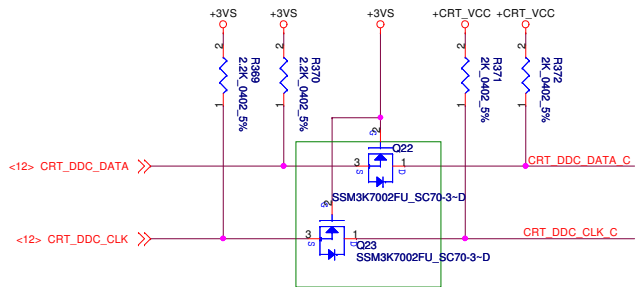 +3VS
+3VS
+3VS
+CRT_VCC
+CRT_VCC
2
R369
2.2K_0402_5%
1
2
R370
2.2K_0402_5%
1
2
R371
2K_0402_5%
1
2
R372
2K_0402_5%
1
2
G
Q22
<12> CRT_DDC_DATA
3
S
1
D
CRT_DDC_DATA_C
SSM3K7002FU_SC70-3~D
2
G
<12> CRT_DDC_CLK
3
S
1
D
CRT_DDC_CLK_C
Q23
SSM3K7002FU_SC70-3~D